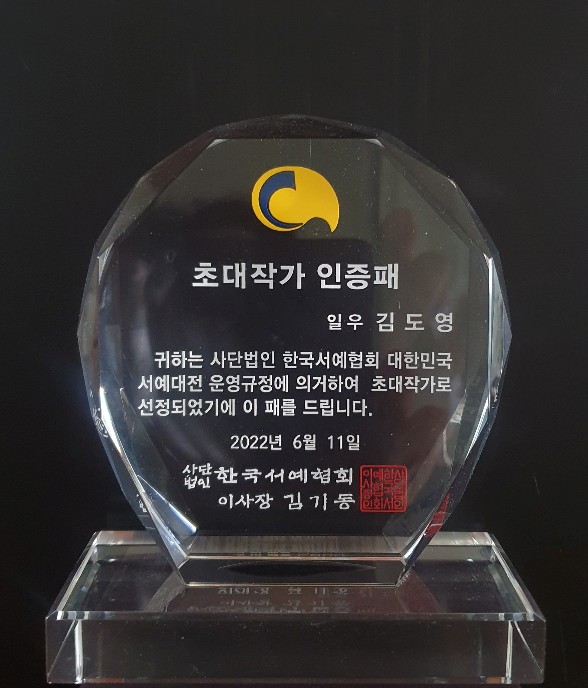 초대작가 인증패
일우 김도영
귀하는 사단법인 한국서예협회 대한민국
서예대전 운영규정에 의거하여 초대작가로
선정되었기에 이 패를 드립니다.
2022년 6월 11일
사단법인 한국서예협회
이사장 김기동